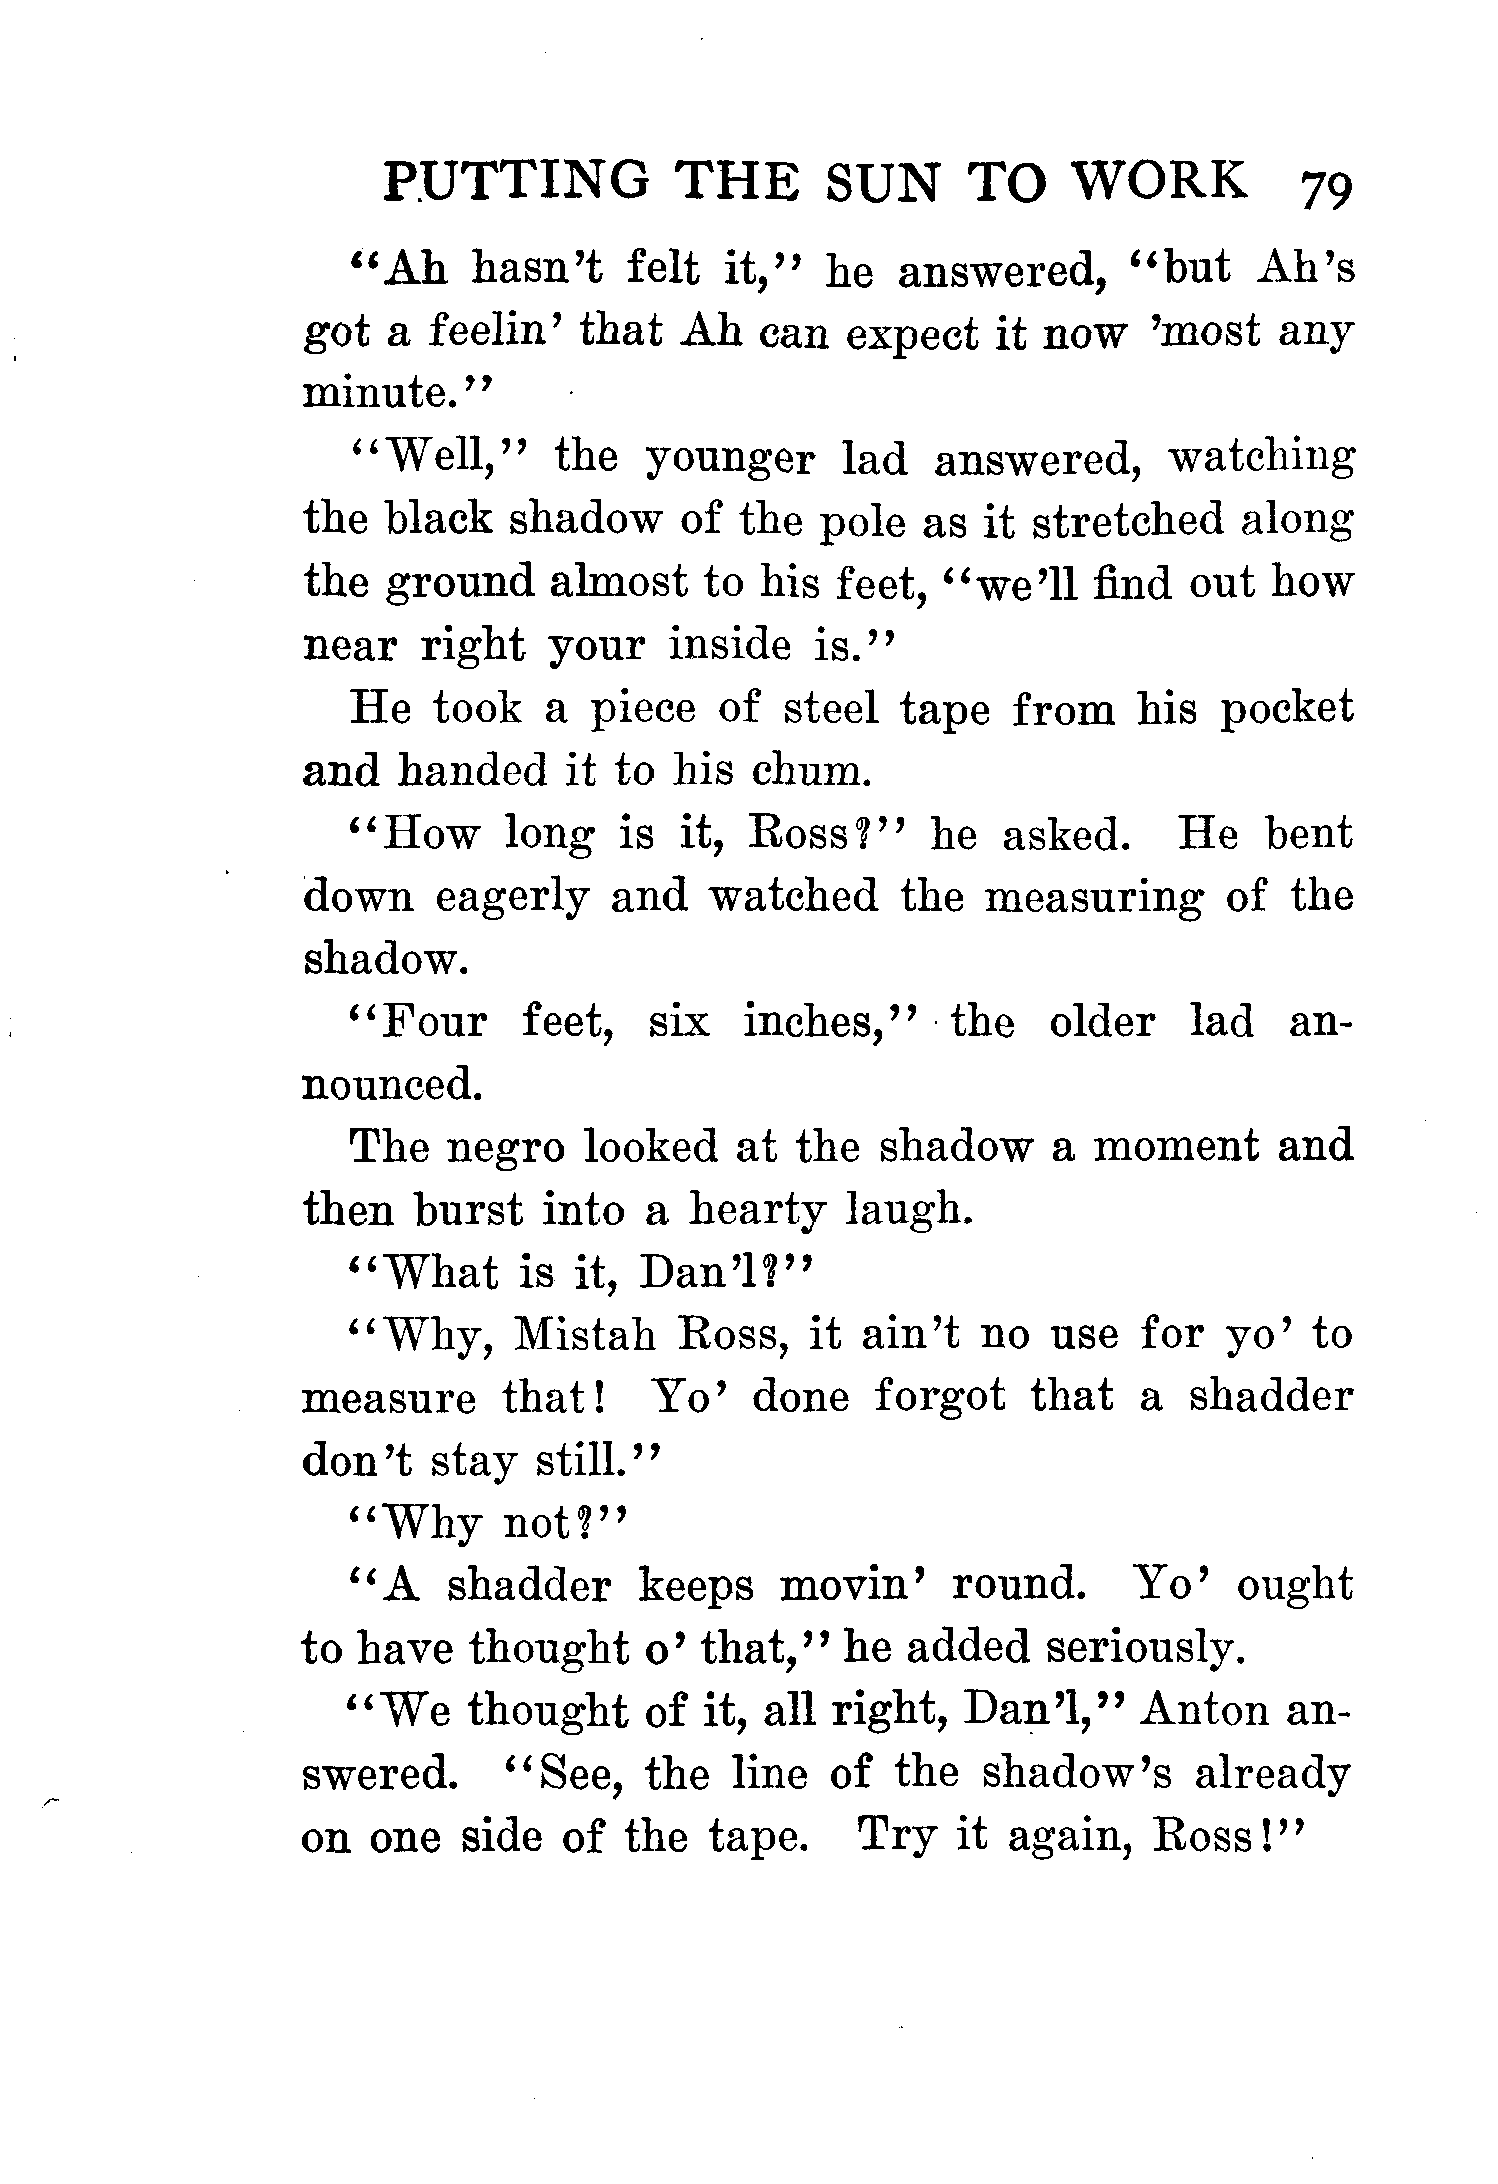 PUTTING THE SUN TO WORK 79
“Ah hasn’t felt it,” he answered, “but Ah’s
got a feelin’ that Ah can expect it now ’most any
minute.”
“Well,” the younger lad answered, watching
the black shadow of the pole as it stretched along
the ground almost to his feet, “we’ll find out how
near right your inside is.”
He took a piece of steel tape from his pocket
and handed it to his chum.
“How long is it, Ross?” he asked. He bent
down eagerly and watched the measuring of the
shadow.
“Four feet, six inches,” the older lad an-
nounced.
The negro looked at the shadow a moment and
then burst into a hearty laugh.
“What is it, Dan’l?”
“Why, Mistah Ross, it ain’t no use for yo’ to
measure that! Yo’ done forgot that a shadder
don’t stay still.”
“Why not?”
“A shadder keeps movin’ round. Yo’ ought
to have thought o’ that,” he added seriously.
“We thought of it, all right, Dan’l,” Anton an-
swered. “See, the line of the shadow’s already
on one side of the tape. Try it again, Ross!”